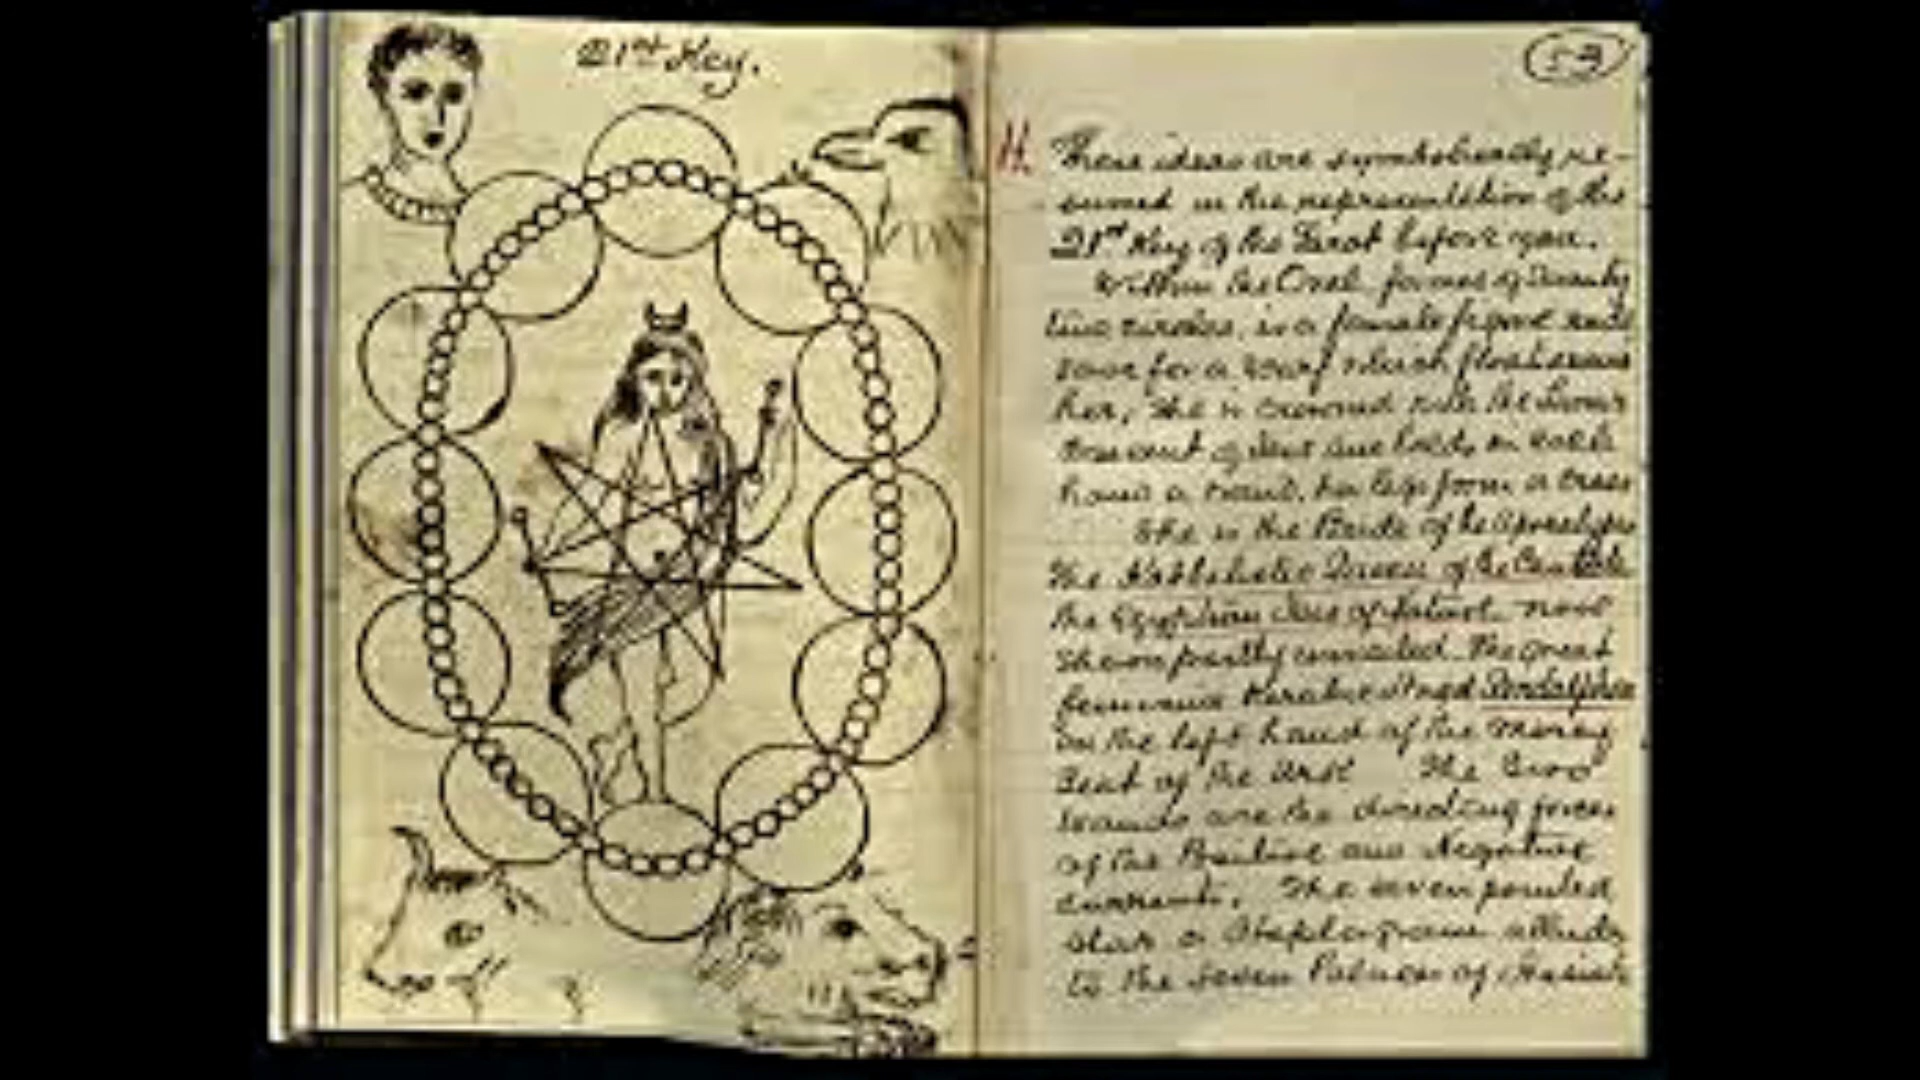 21st Key.
53
H. These ideas are symbolically re-
sumed in the representation of the
21st Key of the Tarot before you.
Within the Oval formed of Seventy
two circles, is a female figure nude
save for a scarf which floats round
her, She is crowned with the Lunar
crescent of Isis and holds in each
hand a wand, her legs form a cross
She is the Bride of the Apocalypse
the Kabbalistic Queen of the Canticles
the Egyptian Isis of Nature now
shewn partly unveiled the great
feminine Kerubic Angel Sandalphon
on the left hand of the Mercy
Seat of the Ark The two
wands are the directing forces
of the Positive and Negative
currents. The seven pointed
star or Heptagram alludes
to the Seven Palaces of Assiah